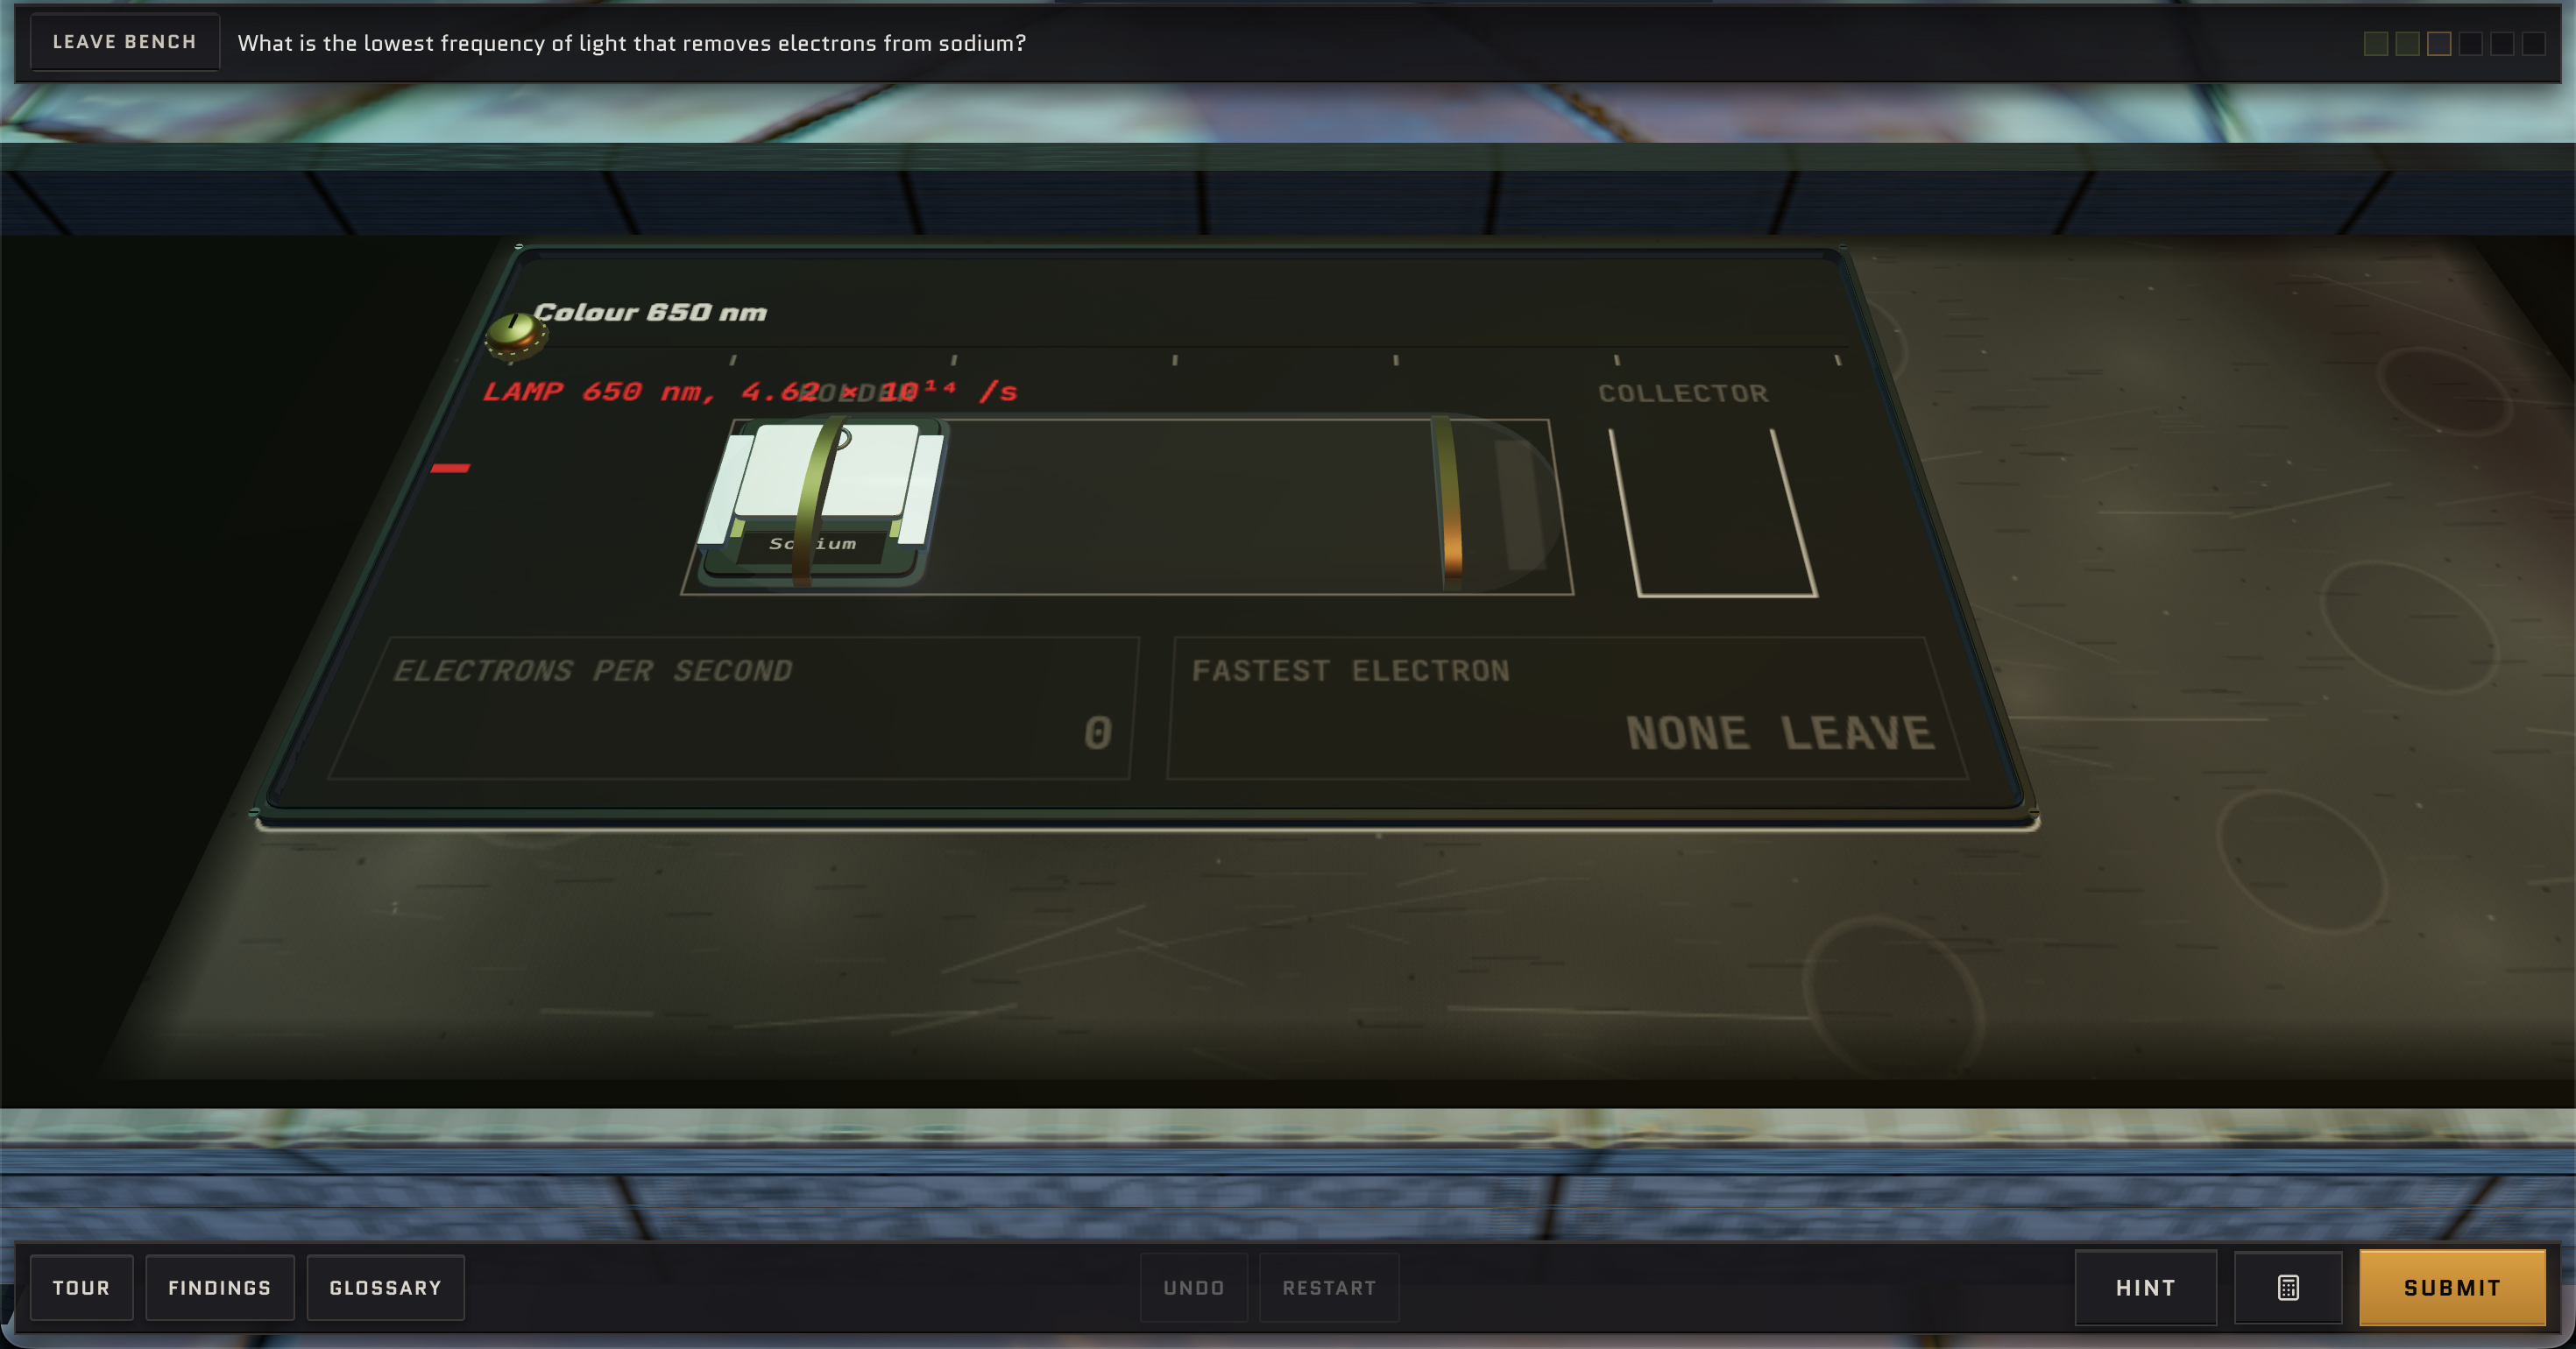 LEAVE BENCH
What is the lowest frequency of light that removes electrons from sodium?
Colour 650 nm
LAMP 650 nm, 4.62 × 10¹⁴ /s
HOLDER
COLLECTOR
Sodium
ELECTRONS PER SECOND
0
FASTEST ELECTRON
NONE LEAVE
TOUR
FINDINGS
GLOSSARY
UNDO
RESTART
HINT
SUBMIT